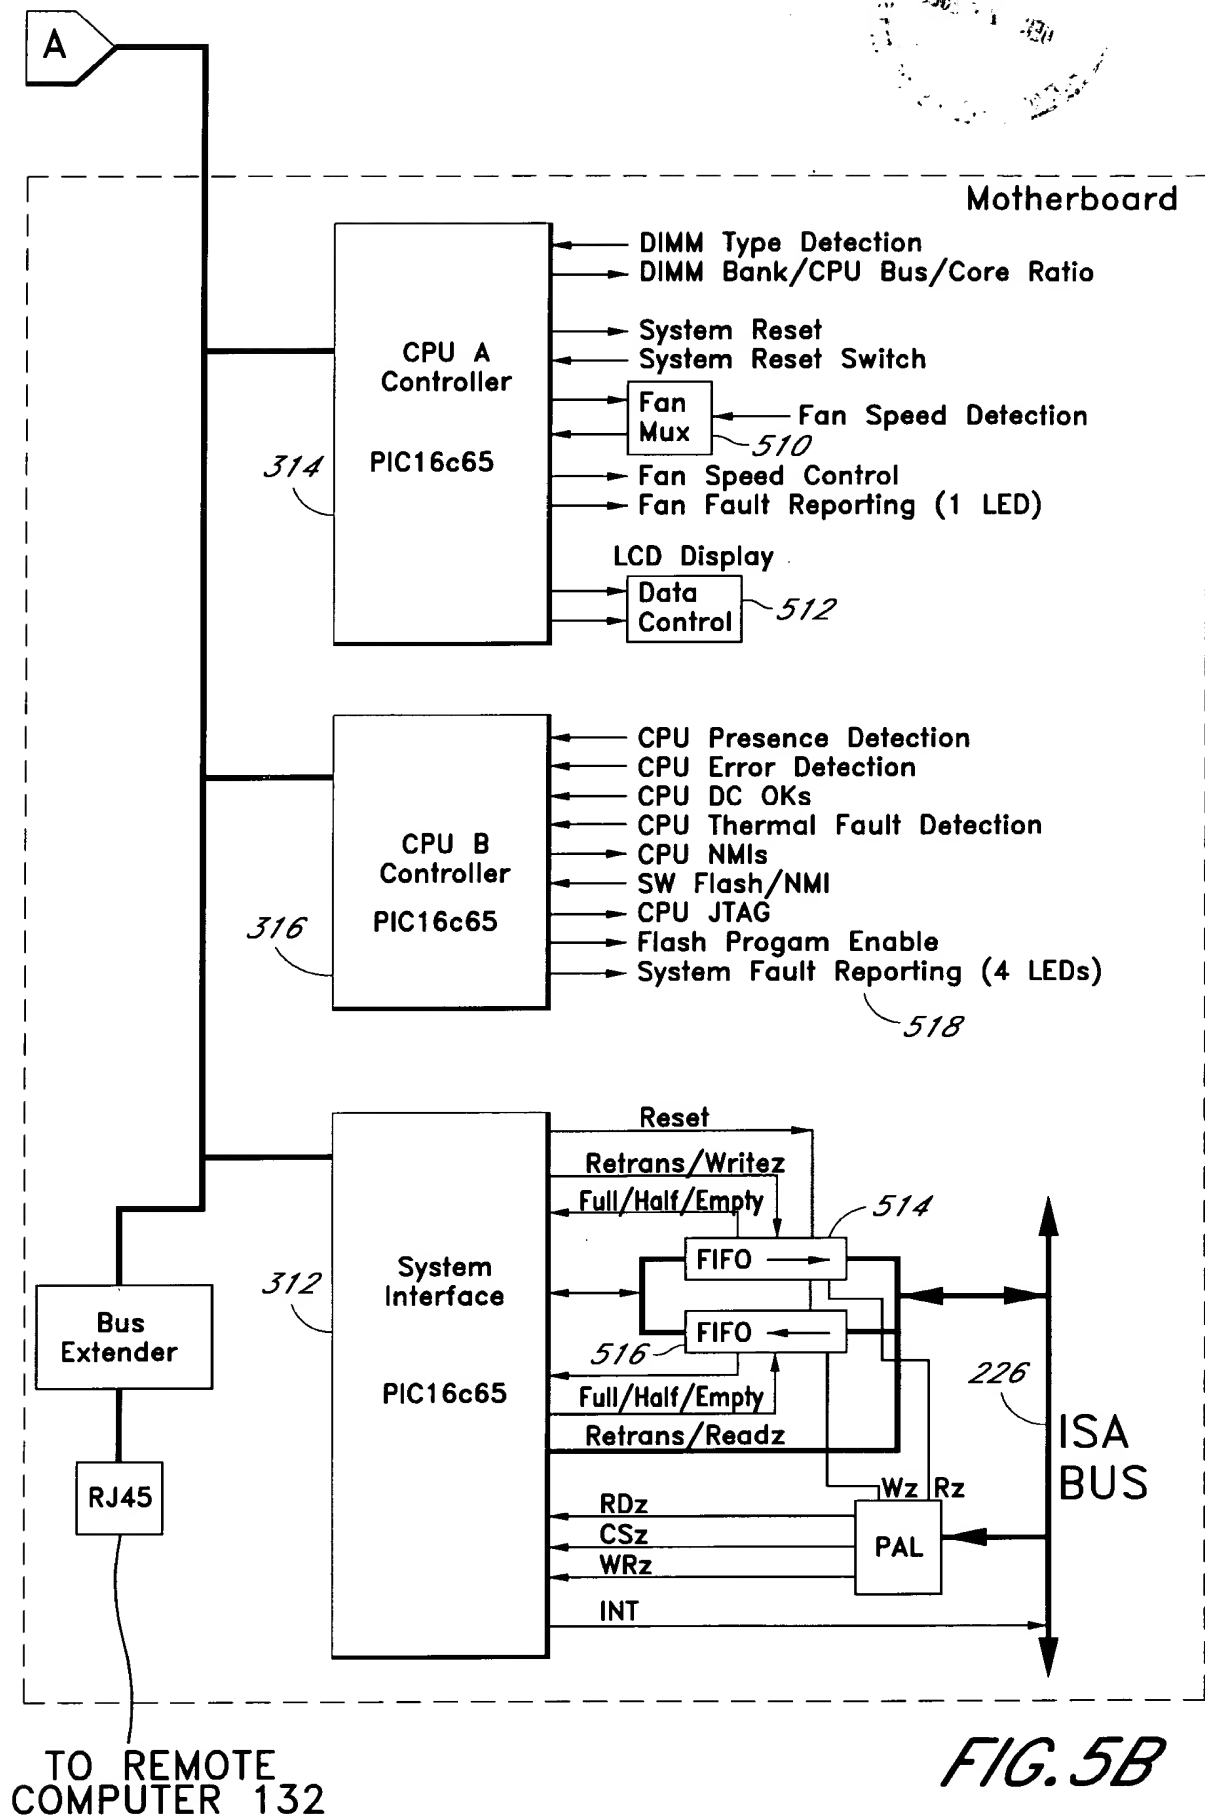 A
Motherboard
DIMM Type Detection
DIMM Bank/CPU Bus/Core Ratio
System Reset
System Reset Switch
CPU A
Controller
PIC16c65
314
Fan
Mux
Fan Speed Detection
510
Fan Speed Control
Fan Fault Reporting (1 LED)
LCD Display
Data
Control
512
CPU Presence Detection
CPU Error Detection
CPU DC OKs
CPU Thermal Fault Detection
CPU NMIs
SW Flash/NMI
CPU JTAG
Flash Progam Enable
System Fault Reporting (4 LEDs)
518
CPU B
Controller
PIC16c65
316
Reset
Retrans/Writez
Full/Half/Empty
514
FIFO
FIFO
516
Full/Half/Empty
Retrans/Readz
System
Interface
PIC16c65
312
226
ISA
BUS
Wz Rz
RDz
CSz
WRz
PAL
INT
Bus
Extender
RJ45
TO REMOTE
COMPUTER 132
FIG. 5B